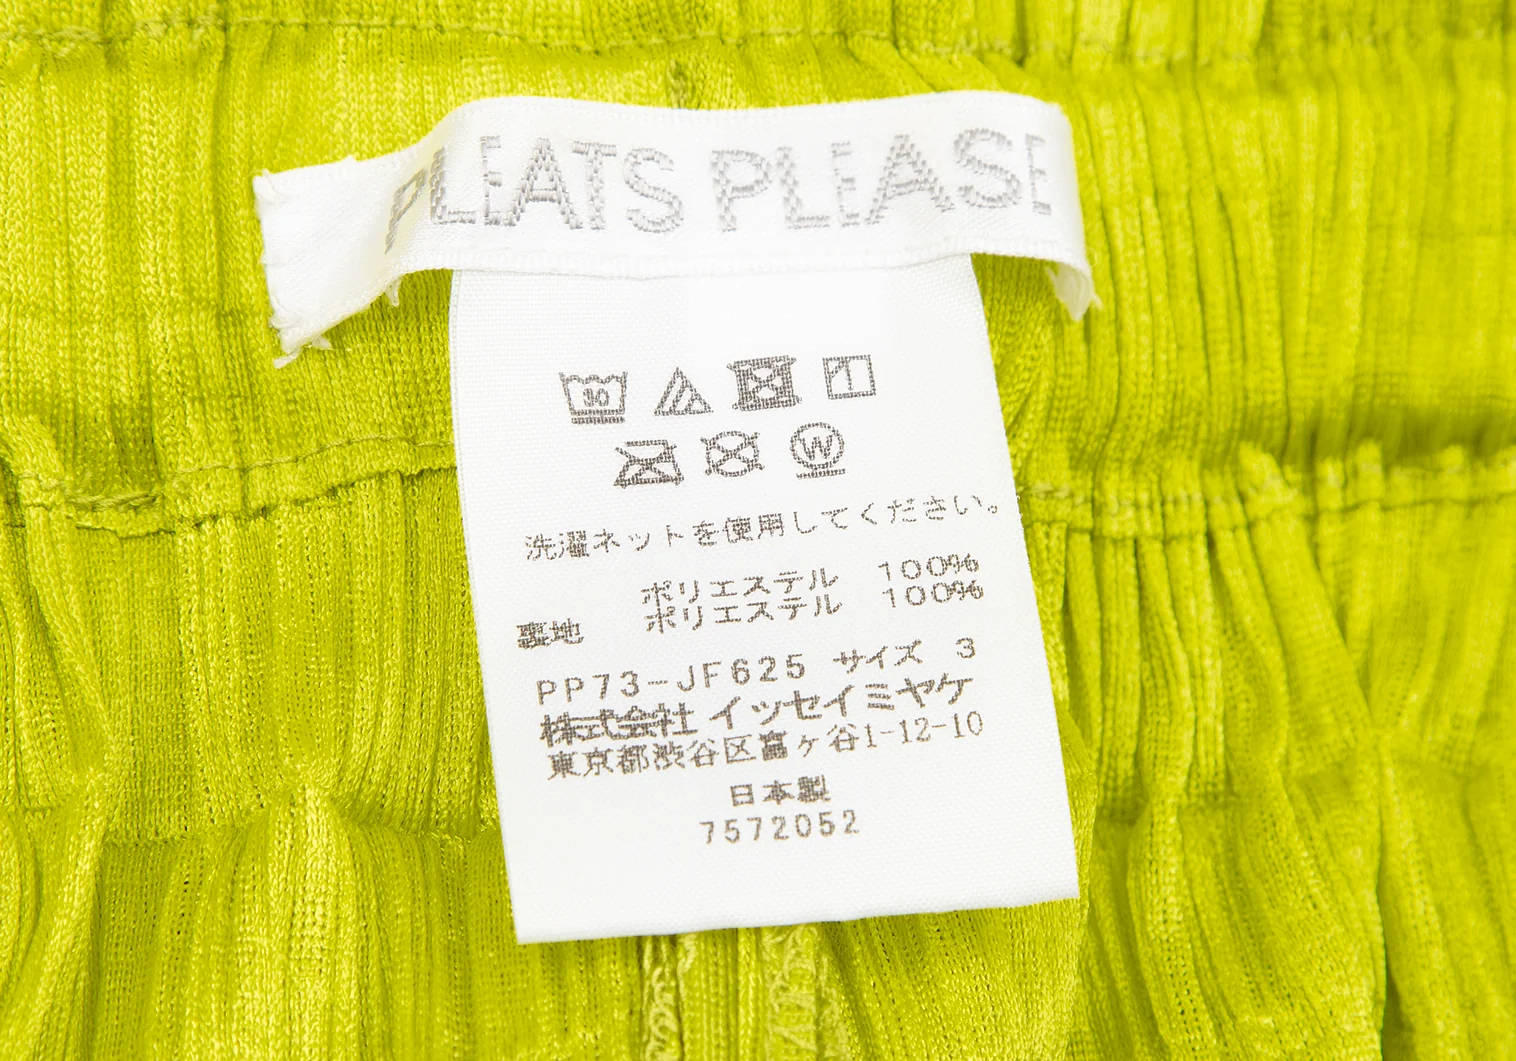 PLEATS PLEASE
30
W
洗濯ネットを使用してください。
ポリエステル 100%
裏地 ポリエステル 100%
PP73-JF625 サイズ 3
株式会社 イッセイミヤケ
東京都渋谷区富ヶ谷1-12-10
日本製
7572052